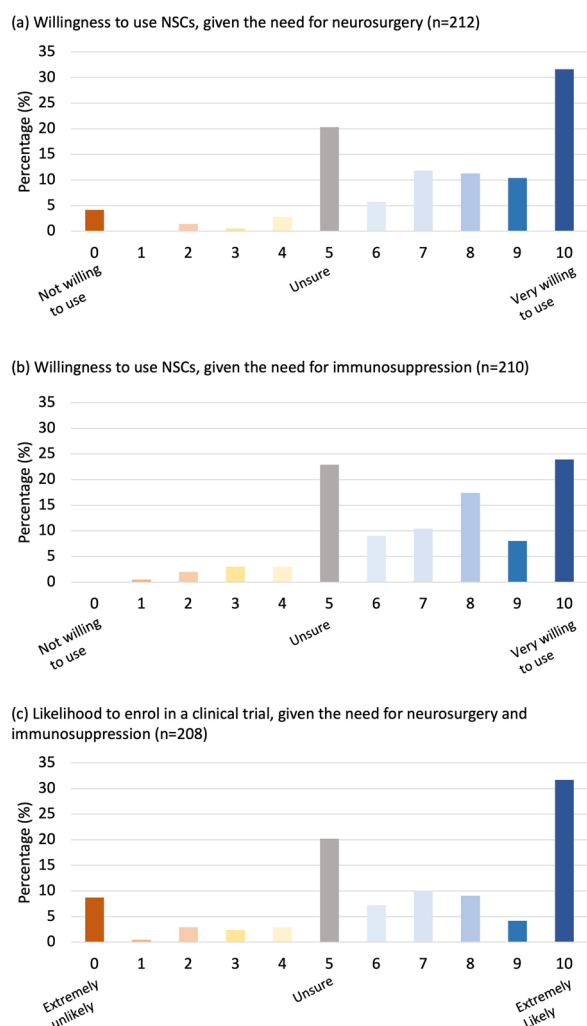 (a) Willingness to use NSCs, given the need for neurosurgery (n=212)
Percentage (%)
35
30
25
20
15
10
5
0
0 1 2 3 4 5 6 7 8 9 10
Not willing
to use
Unsure
Very willing
to use
(b) Willingness to use NSCs, given the need for immunosuppression (n=210)
Percentage (%)
35
30
25
20
15
10
5
0
0 1 2 3 4 5 6 7 8 9 10
Not willing
to use
Unsure
Very willing
to use
(c) Likelihood to enrol in a clinical trial, given the need for neurosurgery and
immunosuppression (n=208)
Percentage (%)
35
30
25
20
15
10
5
0
0 1 2 3 4 5 6 7 8 9 10
Extremely
unlikely
Unsure
Extremely
Likely